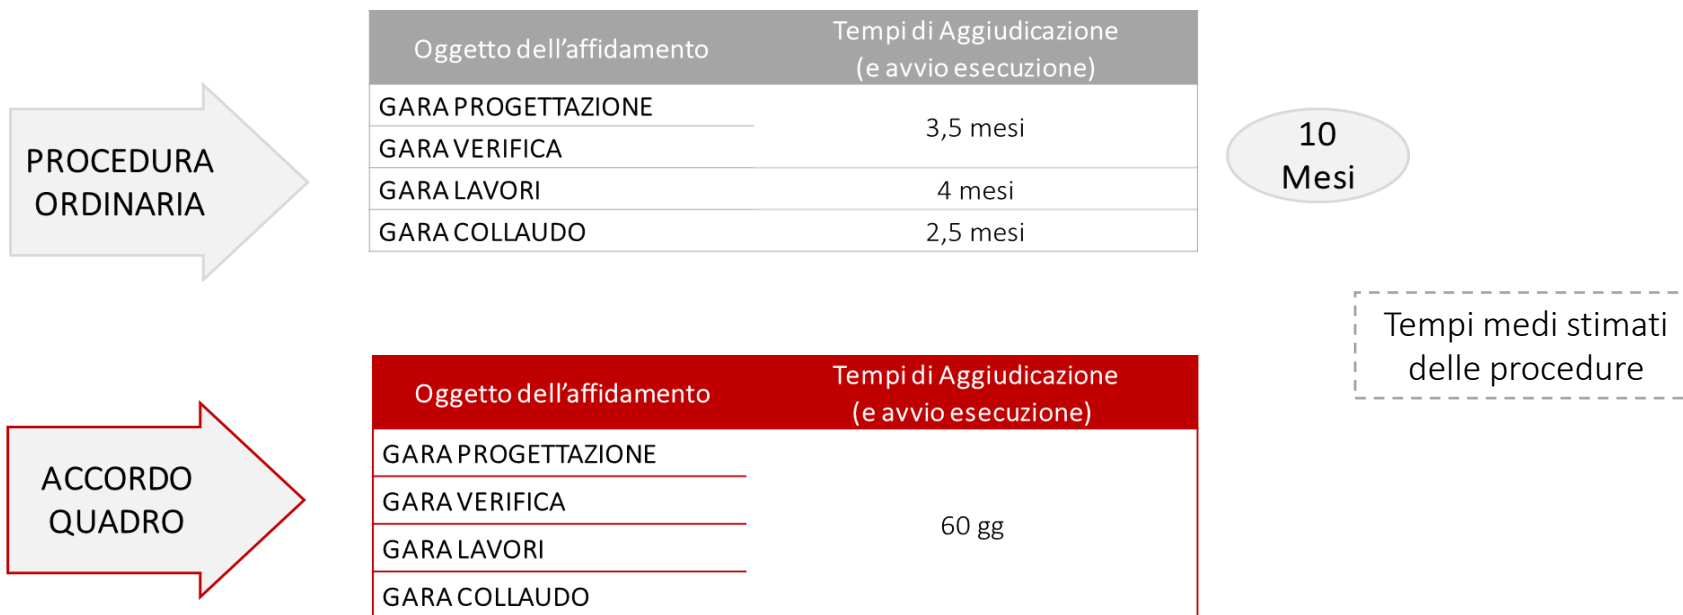 PROCEDURA
ORDINARIA
Oggetto dell'affidamento
Tempi di Aggiudicazione
(e avvio esecuzione)
GARA PROGETTAZIONE
GARA VERIFICA
3,5 mesi
GARA LAVORI
4 mesi
GARA COLLAUDO
2,5 mesi
10
Mesi
Tempi medi stimati
delle procedure
ACCORDO
QUADRO
Oggetto dell'affidamento
Tempi di Aggiudicazione
(e avvio esecuzione)
GARA PROGETTAZIONE
GARA VERIFICA
GARA LAVORI
GARA COLLAUDO
60 gg